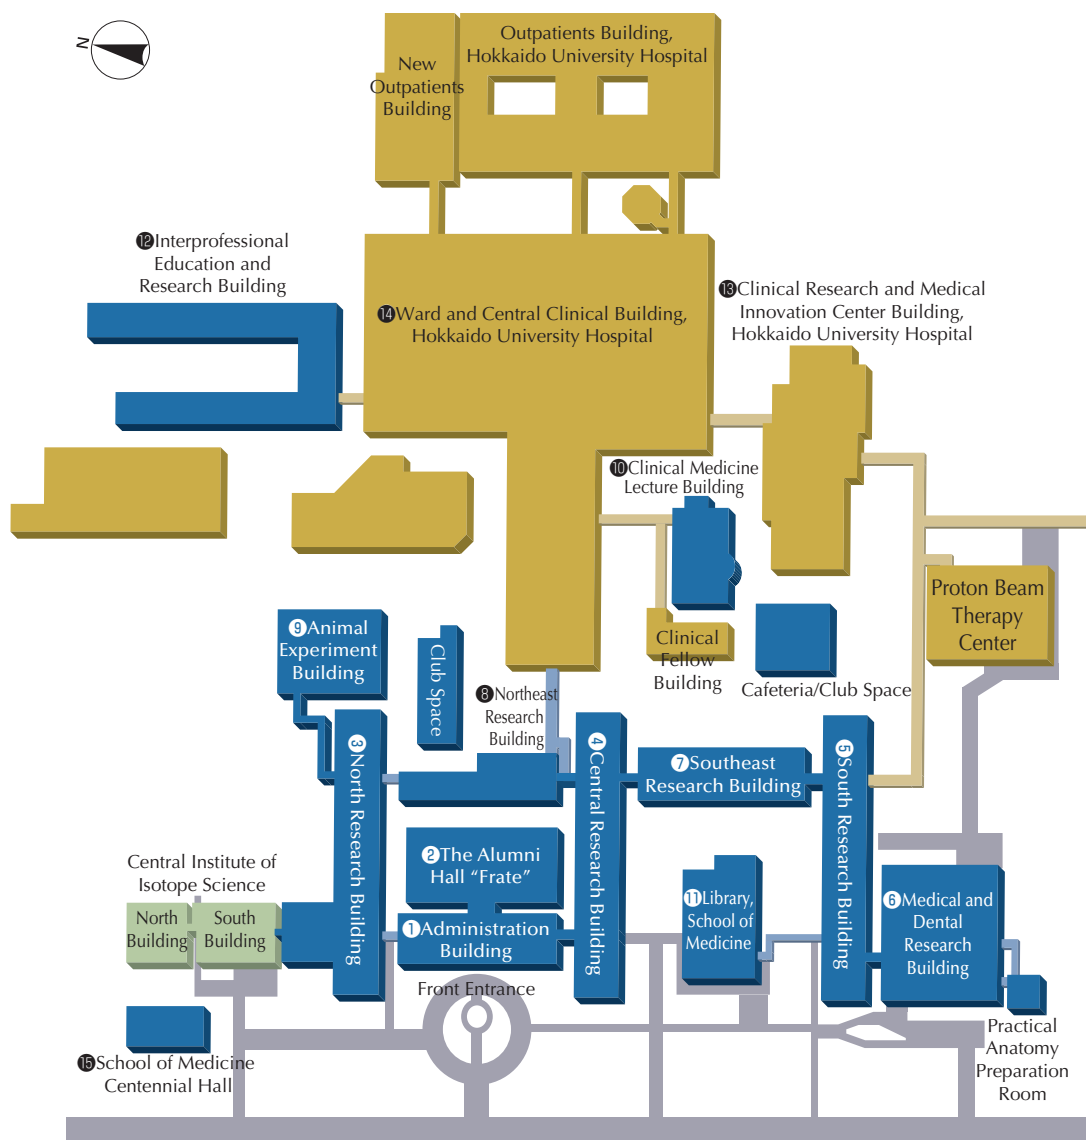 N
Outpatients Building,
Hokkaido University Hospital
New
Outpatients
Building
⓬Interprofessional
Education and
Research Building
⓮Ward and Central Clinical Building,
Hokkaido University Hospital
⓭Clinical Research and Medical
Innovation Center Building,
Hokkaido University Hospital
❿Clinical Medicine
Lecture Building
Proton Beam
Therapy
Center
❾Animal
Experiment
Building
Club Space
Clinical
Fellow
Building
Cafeteria/Club Space
❽Northeast
Research
Building
❸North Research Building
❹Central Research Building
❼Southeast
Research Building
❺South Research Building
❷The Alumni
Hall “Frate”
Central Institute of
Isotope Science
North
Building
South
Building
❶Administration
Building
Front Entrance
⓫Library,
School of
Medicine
❻Medical and
Dental
Research
Building
Practical
Anatomy
Preparation
Room
⓯School of Medicine
Centennial Hall